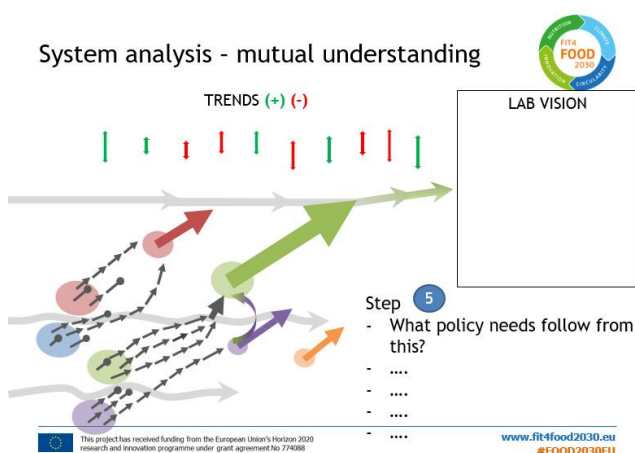 System analysis - mutual understanding
NUTRITION
CLIMATE
FIT4
FOOD
2030
INNOVATION
CIRCULARITY
TRENDS (+) (-)
LAB VISION
Step 5
- What policy needs follow from
this?
- ....
- ....
- ....
- ....
This project has received funding from the European Union's Horizon 2020
research and innovation programme under grant agreement No 774088
www.fit4food2030.eu
#FOOD2030EU